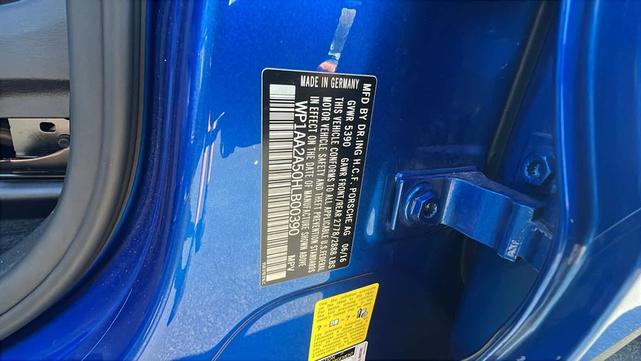 MFD BY DR.ING H.C.F. PORSCHE AG 06/16
GVWR 5390 GAWR FRONT/REAR 2778/2888 LBS
THIS VEHICLE CONFORMS TO ALL APPLICABLE U.S. FEDERAL
MOTOR VEHICLE SAFETY AND THEFT PREVENTION STANDARDS
IN EFFECT ON THE DATE OF MANUFACTURE SHOWN ABOVE
MADE IN GERMANY
WP1AA2A50HLB00390 MPV